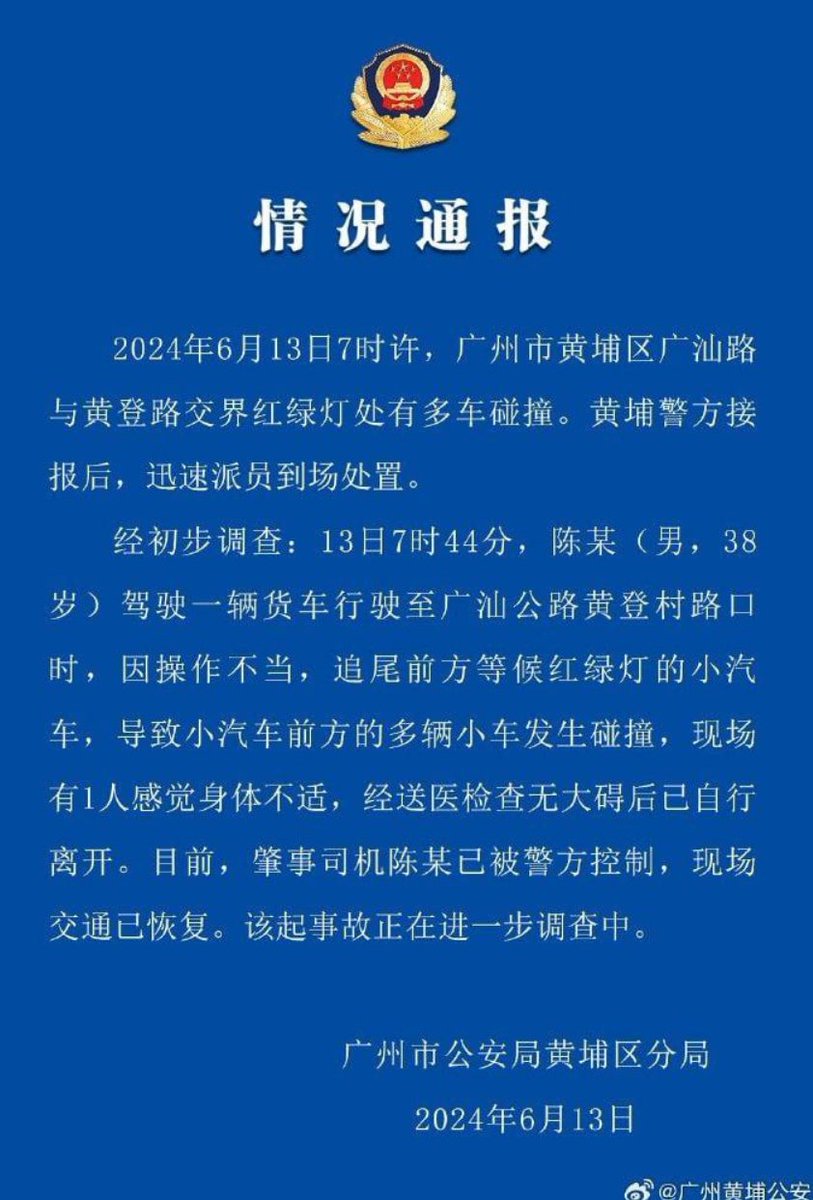 情况通报
2024年6月13日7时许，广州市黄埔区广汕路
与黄登路交界红绿灯处有多车碰撞。黄埔警方接
报后，迅速派员到场处置。
经初步调查：13日7时44分，陈某（男，38
岁）驾驶一辆货车行驶至广汕公路黄登村路口
时，因操作不当，追尾前方等候红绿灯的小汽
车，导致小汽车前方的多辆小车发生碰撞，现场
有1人感觉身体不适，经送医检查无大碍后已自行
离开。目前，肇事司机陈某已被警方控制，现场
交通已恢复。该起事故正在进一步调查中。
广州市公安局黄埔区分局
2024年6月13日
@广州黄埔公安